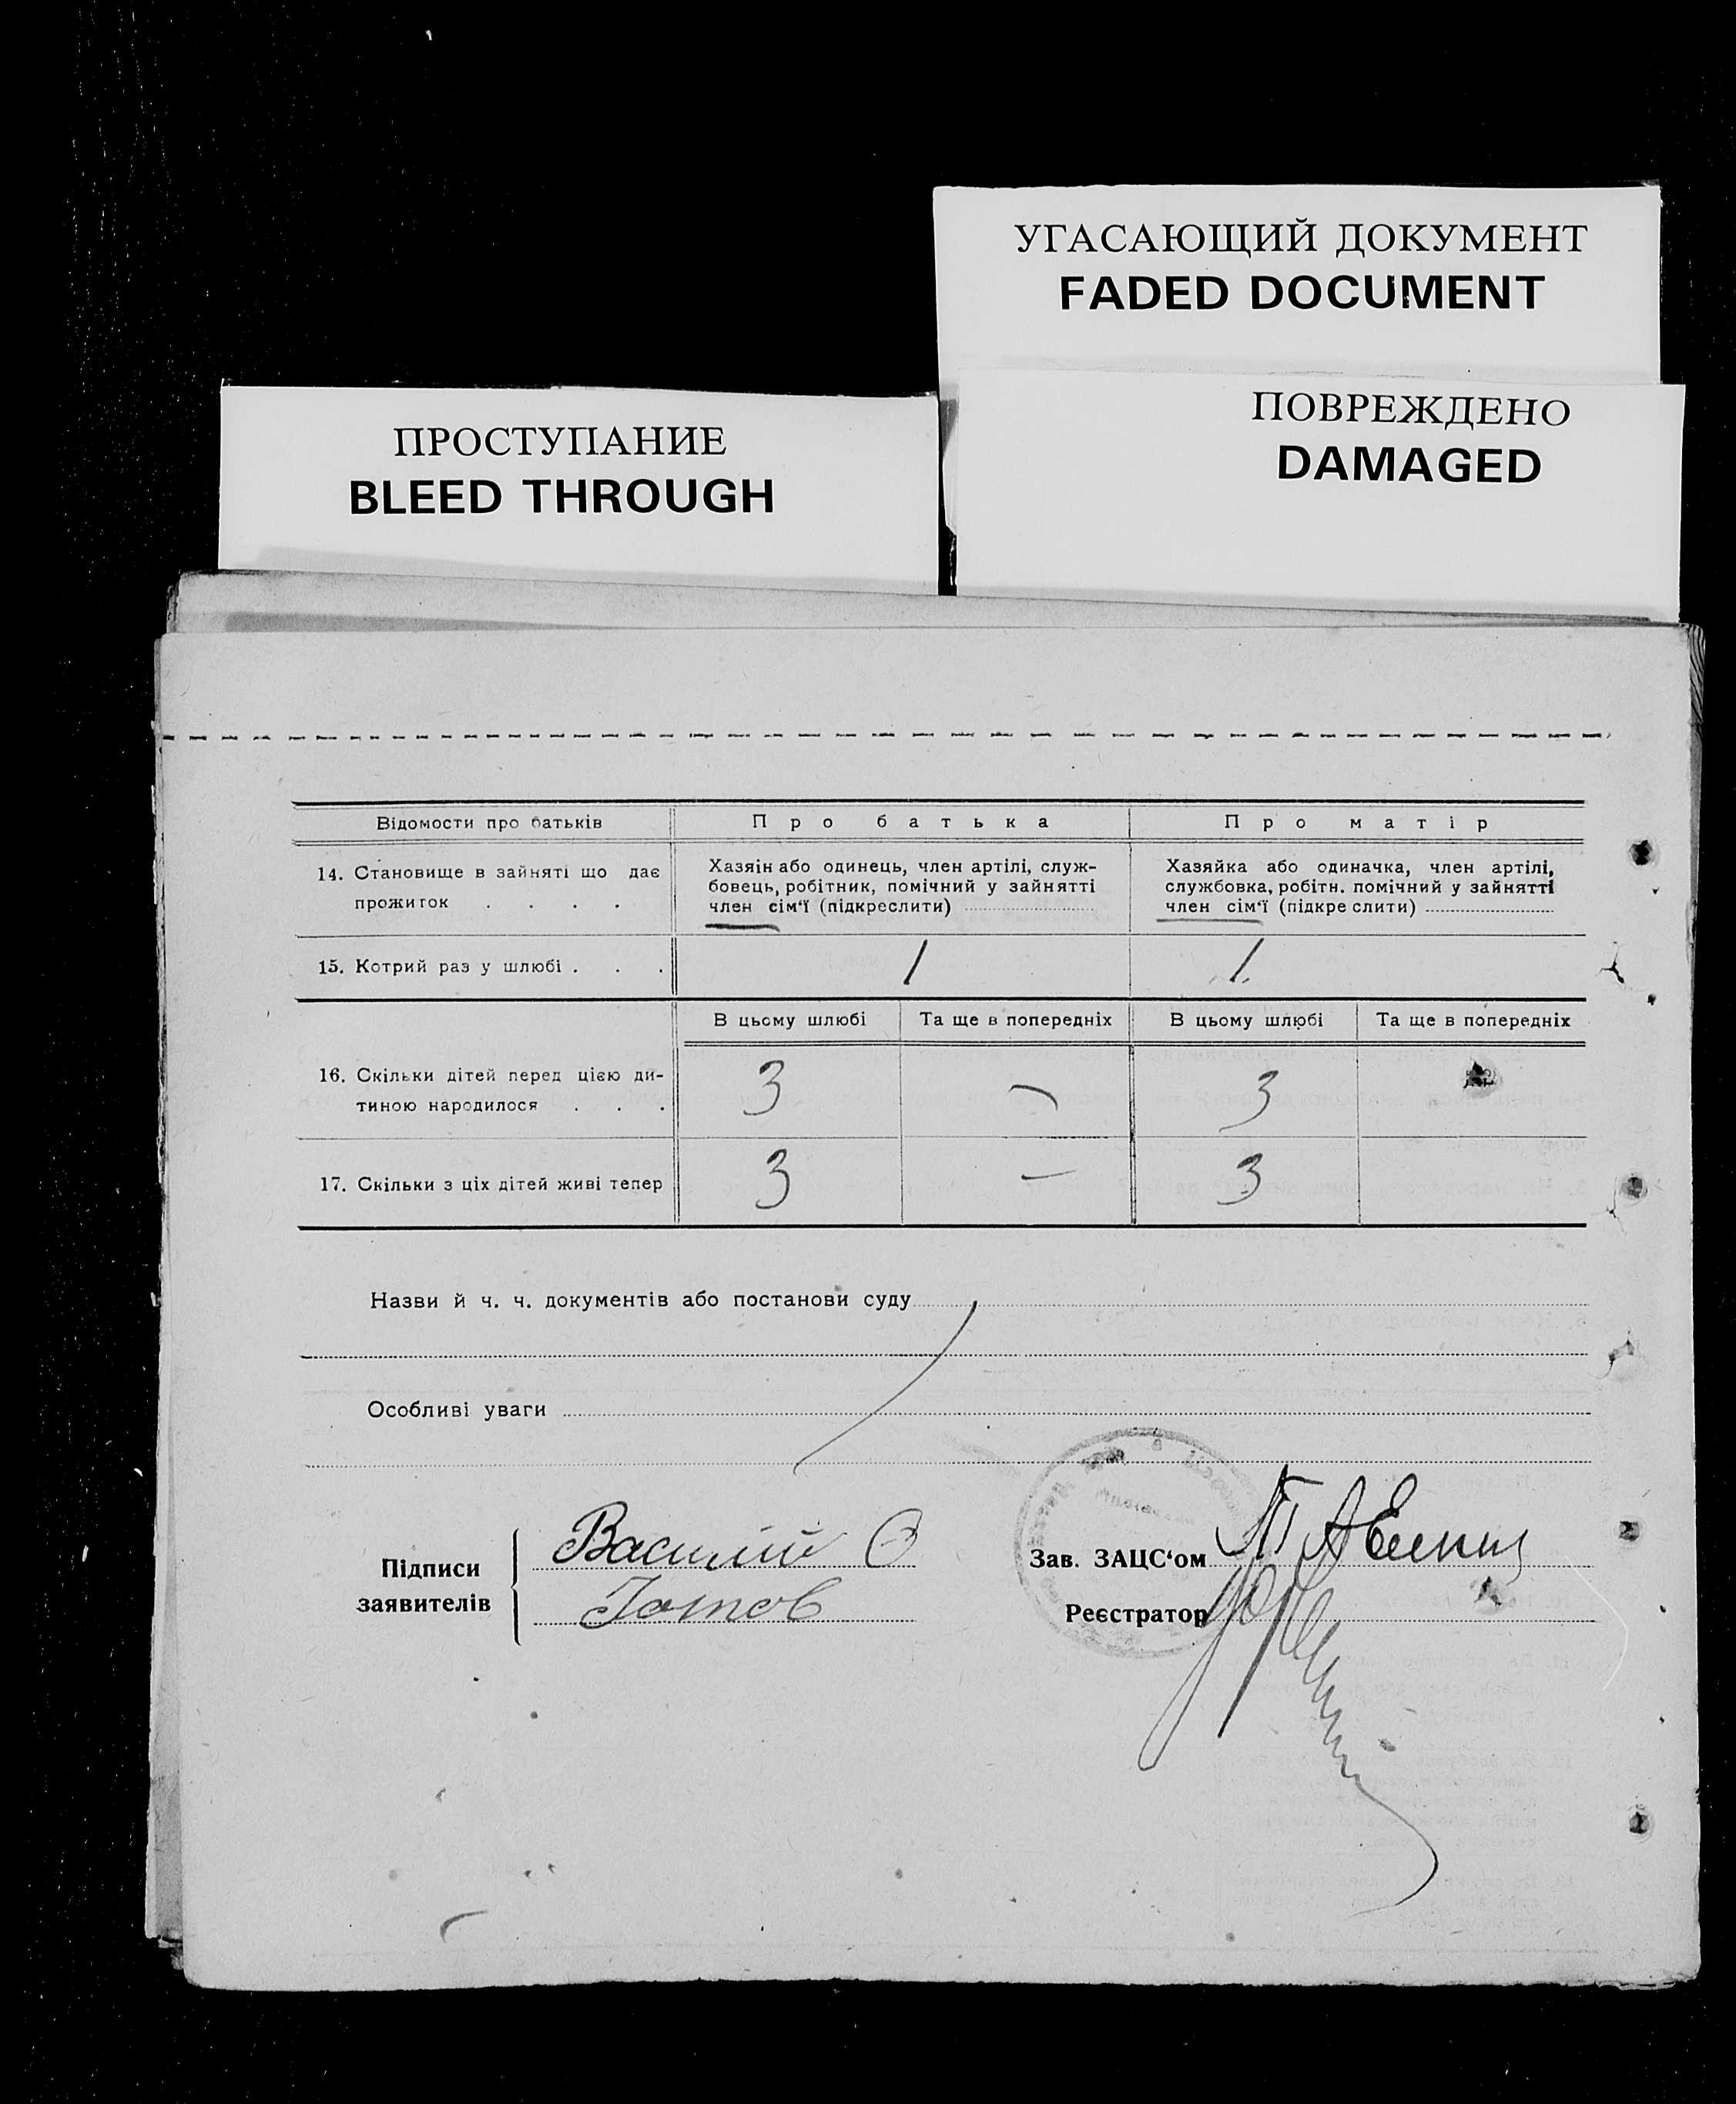 УГАСАЮЩИЙ ДОКУМЕНТ
FADED DOCUMENT
ПОВРЕЖДЕНО
DAMAGED
ПРОСТУПАНИЕ
BLEED THROUGH
Відомости про батьків
Про батька
Про матір
14. Становище в зайняті що дає
прожиток . . . .
Хазяін або одинець, член артілі, служ-
бовець, робітник, помічний у зайнятті
член сім‘ї (підкреслити)
Хазяйка або одиначка, член артілі,
службовка, робітн. помічний у зайнятті
член сім‘ї (підкреслити)
15. Котрий раз у шлюбі . . .
1
1.
В цьому шлюбі
Та ще в попередніх
В цьому шлюбі
Та ще в попередніх
16. Скільки дітей перед цією ди-
тиною народилося . . .
3
—
3
17. Скільки з ціх дітей живі тепер
3
—
3
Назви й ч. ч. документів або постанови суду
Особливі уваги
Підписи
заявителів
Василий
Зав. ЗАЦС‘ом
Реєстратор